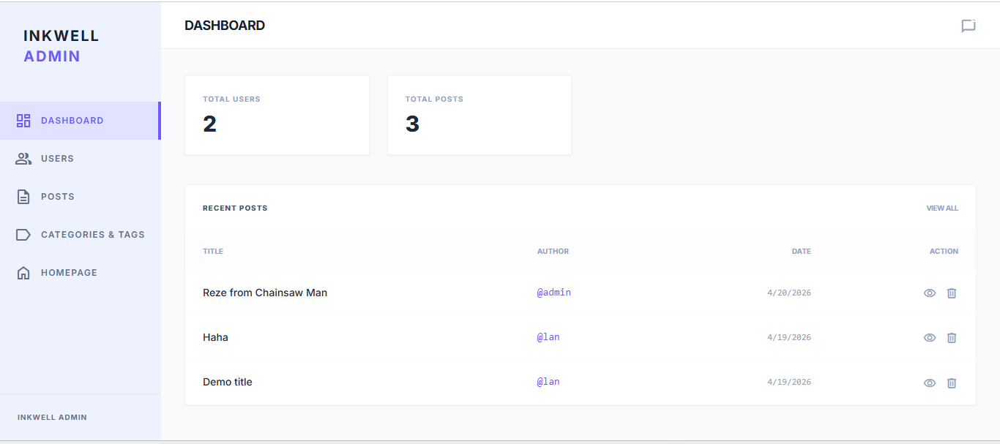 INKWELL
ADMIN
DASHBOARD
USERS
POSTS
CATEGORIES & TAGS
HOMEPAGE
INKWELL ADMIN
DASHBOARD
TOTAL USERS
2
TOTAL POSTS
3
RECENT POSTS VIEW ALL
TITLE AUTHOR DATE ACTION
Reze from Chainsaw Man @admin 4/20/2026
Haha @lan 4/19/2026
Demo title @lan 4/19/2026